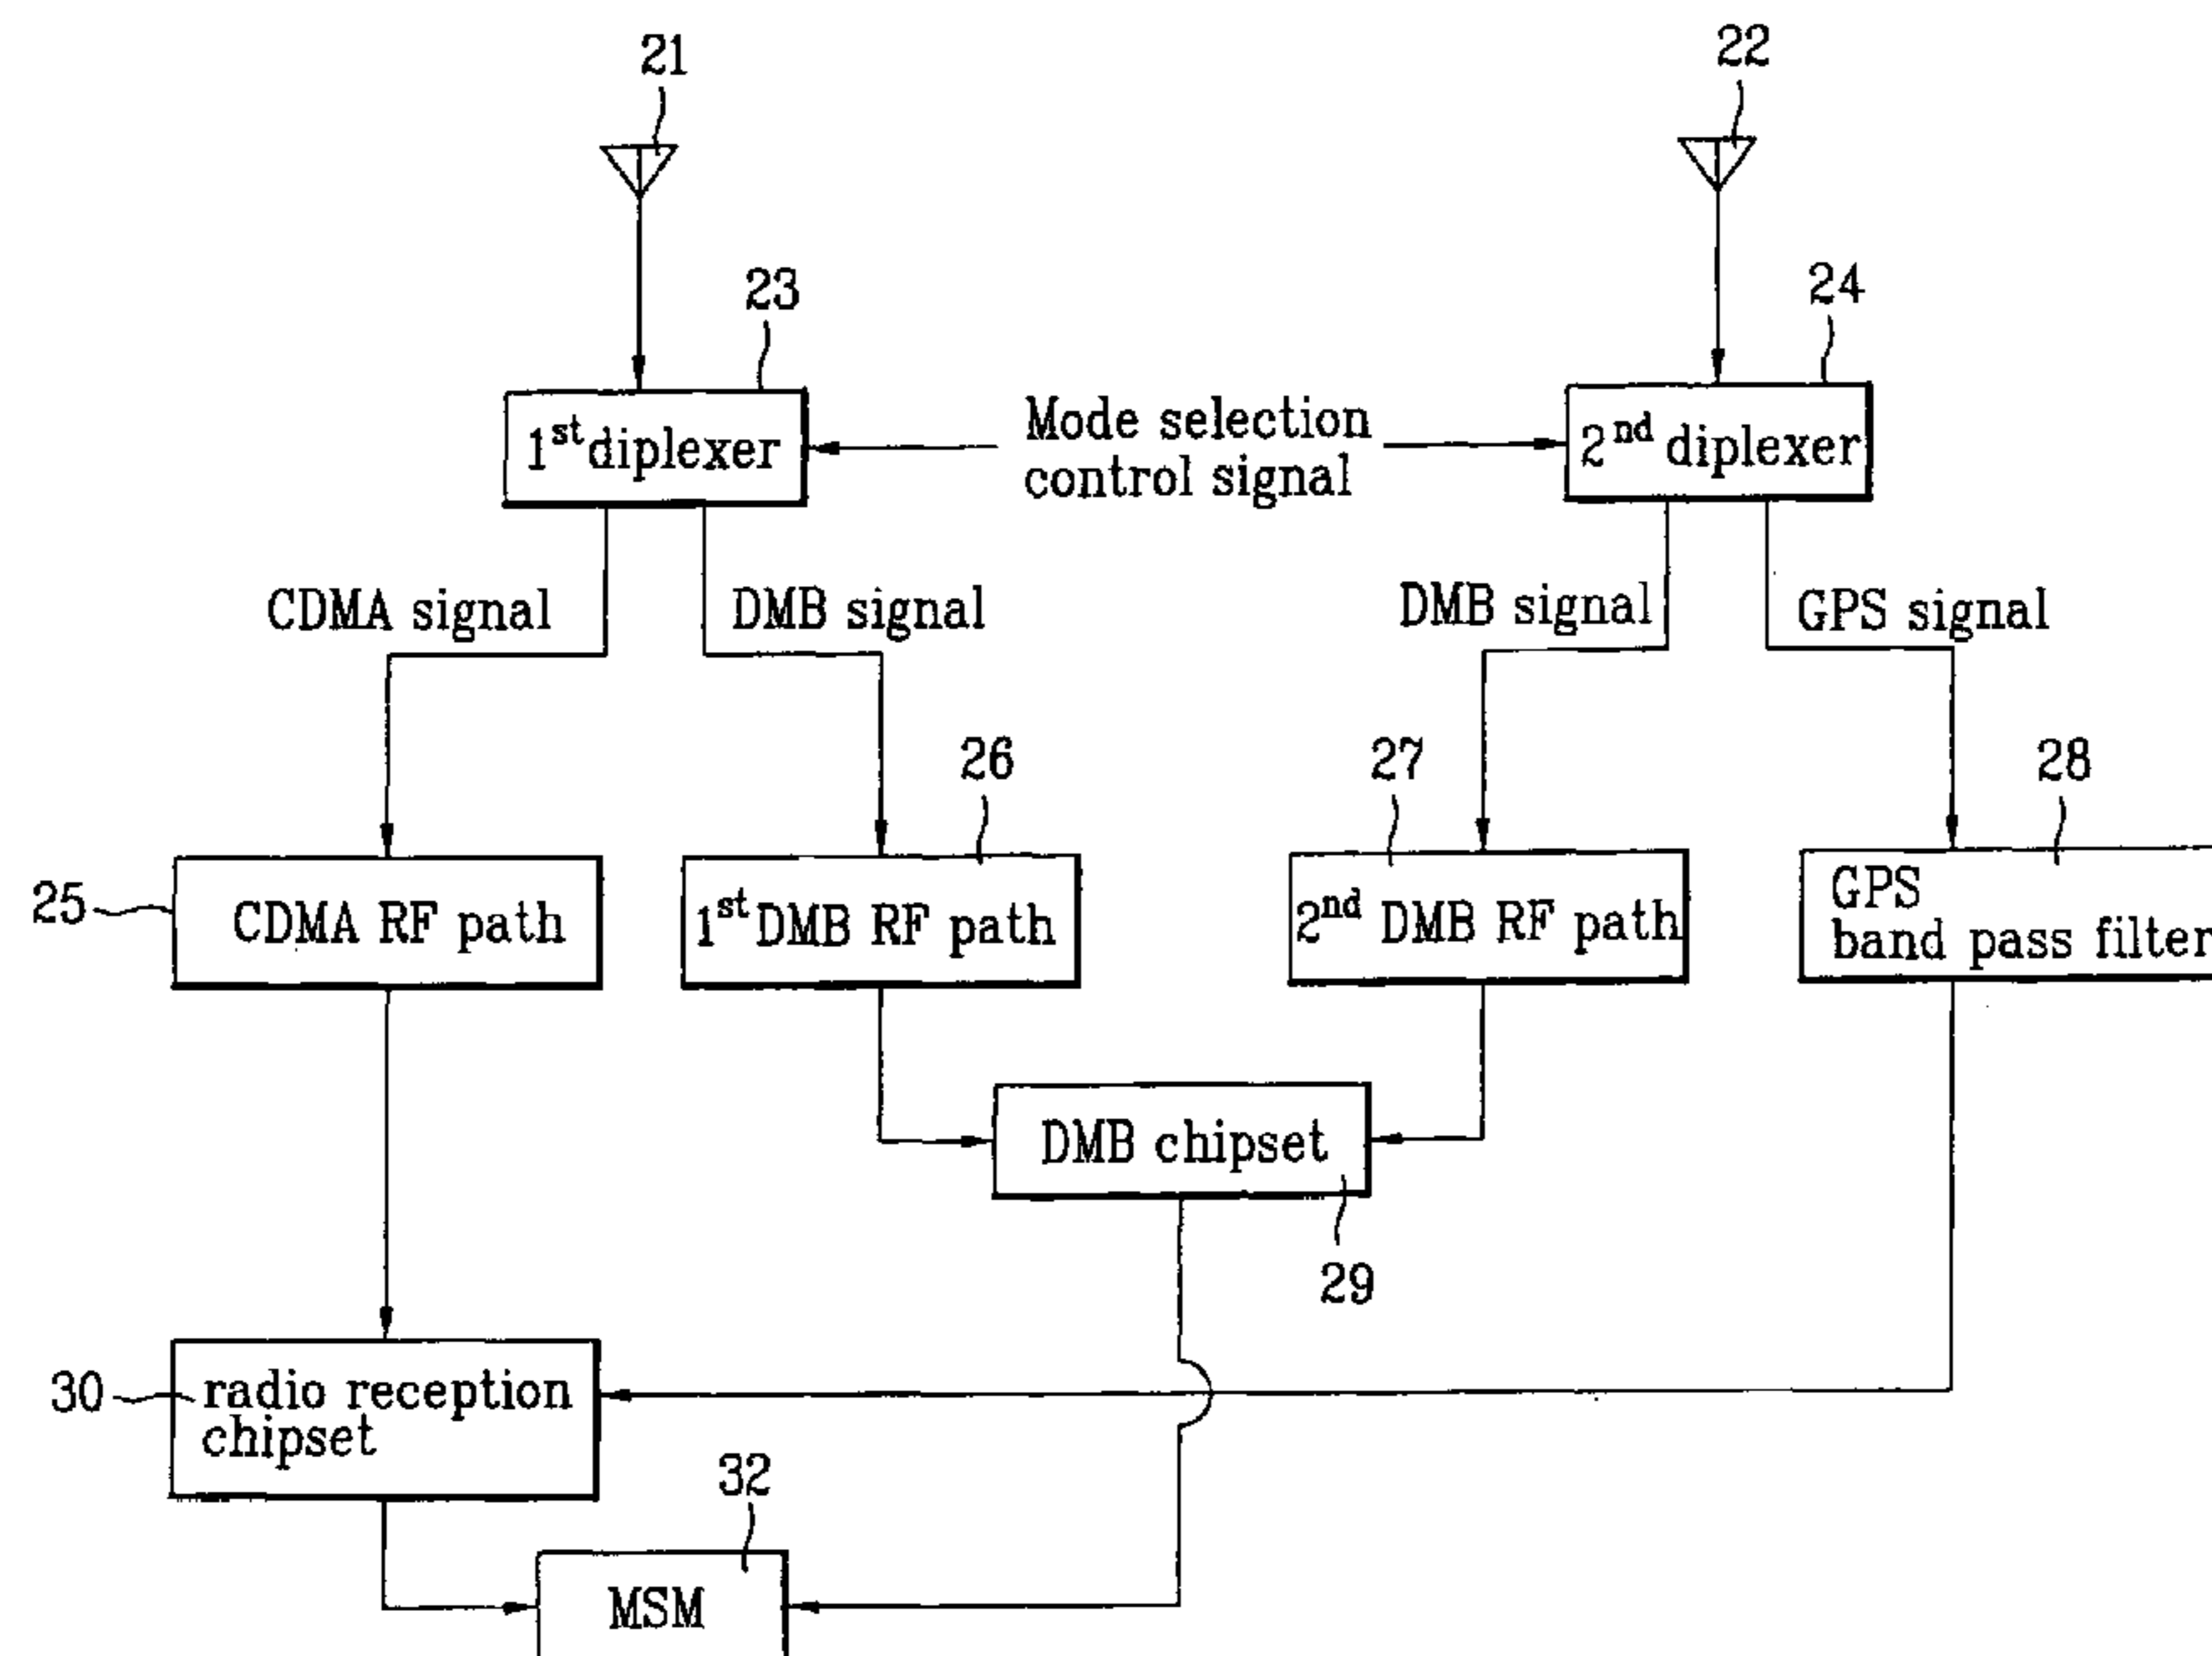 21
22
23
24
1st diplexer
Mode selection
control signal
2nd diplexer
CDMA signal
DMB signal
DMB signal
GPS signal
26
27
28
25
CDMA RF path
1st DMB RF path
2nd DMB RF path
GPS
band pass filter
DMB chipset
29
30
radio reception
chipset
32
MSM